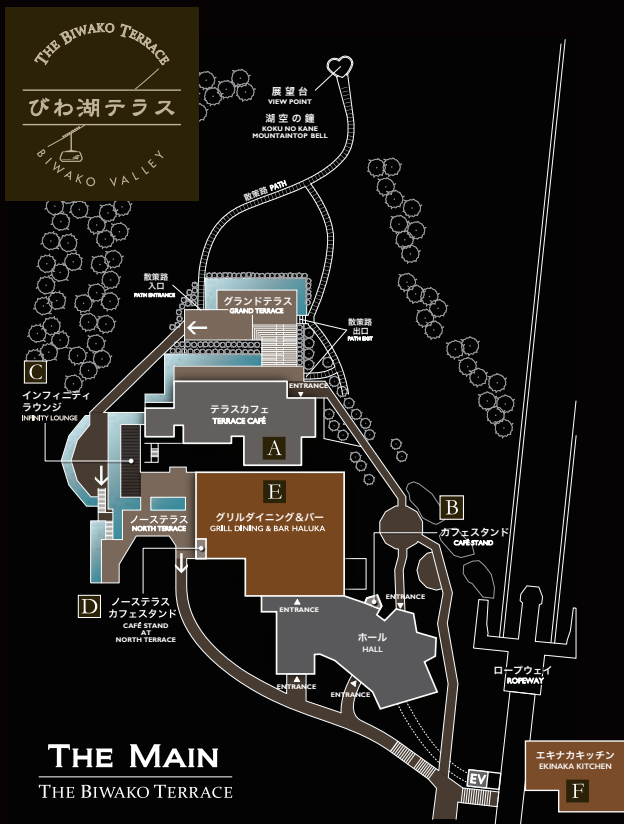 THE BIWAKO TERRACE
びわ湖テラス
BIWAKO VALLEY
展望台
VIEW POINT
湖空の鐘
KOKU NO KANE
MOUNTAINTOP BELL
散策路 PATH
散策路
入口
PATH ENTRANCE
グランドテラス
GRAND TERRACE
散策路
出口
PATH EXIT
C
インフィニティ
ラウンジ
INFINITY LOUNGE
ENTRANCE
テラスカフェ
TERRACE CAFÉ
A
E
グリルダイニング&バー
GRILL DINING & BAR HALUKA
B
カフェスタンド
CAFÉ STAND
ノーステラス
NORTH TERRACE
D
ノーステラス
カフェスタンド
CAFÉ STAND
AT
NORTH TERRACE
ENTRANCE
ENTRANCE
ホール
HALL
ENTRANCE
ENTRANCE
ロープウェイ
ROPEWAY
EV
エキナカキッチン
EKINAKA KITCHEN
F
THE MAIN
THE BIWAKO TERRACE